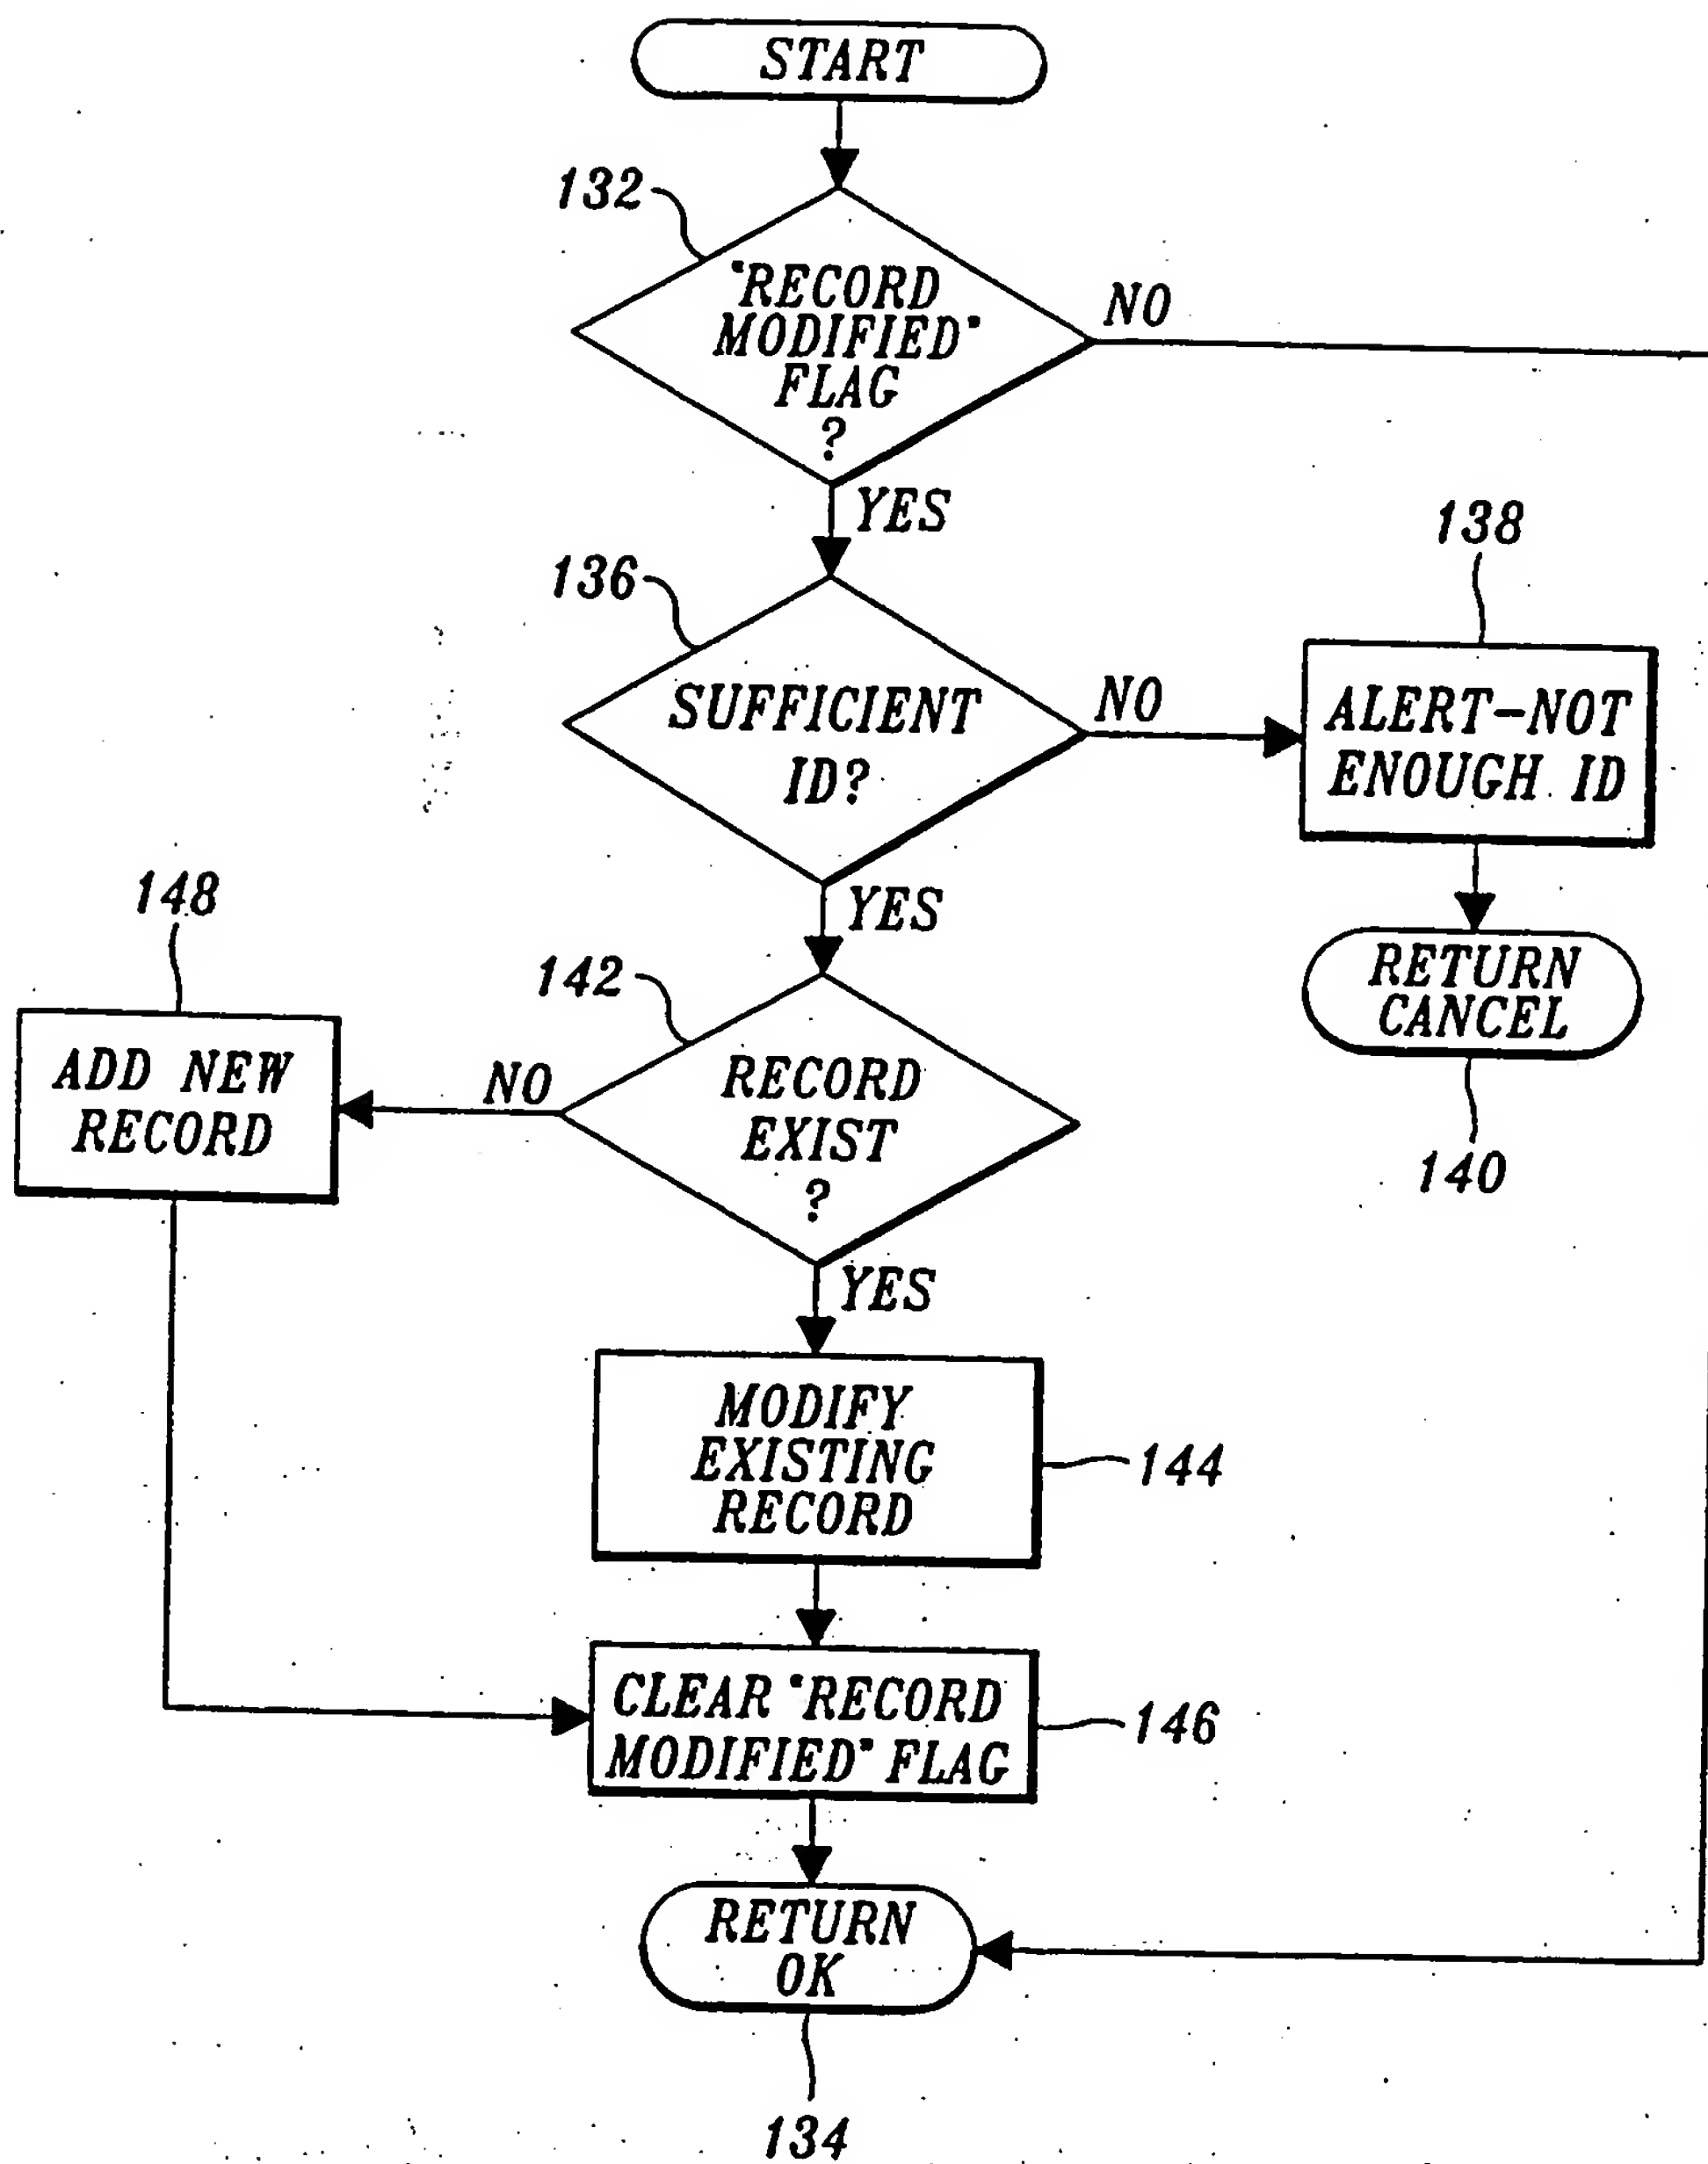 START
132
"RECORD
MODIFIED"
FLAG
?
NO
YES
138
136
SUFFICIENT
ID?
NO
ALERT-NOT
ENOUGH ID
YES
148
RETURN
CANCEL
142
140
ADD NEW
RECORD
NO
RECORD
EXIST
?
YES
MODIFY
EXISTING
RECORD
144
CLEAR "RECORD
MODIFIED" FLAG
146
RETURN
OK
134